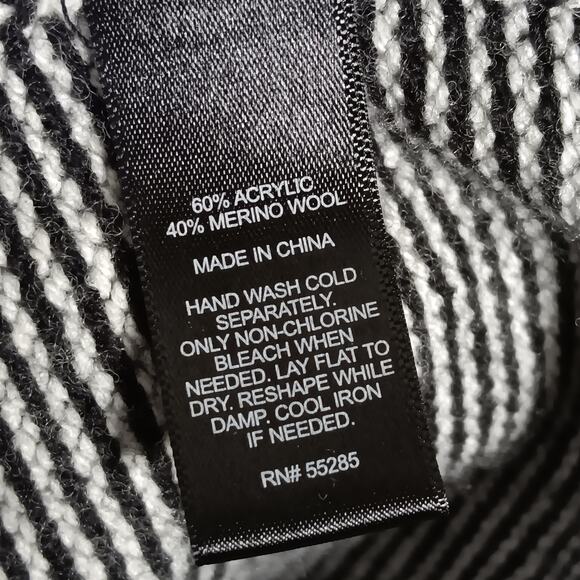 60% ACRYLIC
40% MERINO WOOL
MADE IN CHINA
HAND WASH COLD
SEPARATELY.
ONLY NON-CHLORINE
BLEACH WHEN
NEEDED. LAY FLAT TO
DRY. RESHAPE WHILE
DAMP. COOL IRON
IF NEEDED.
RN# 55285